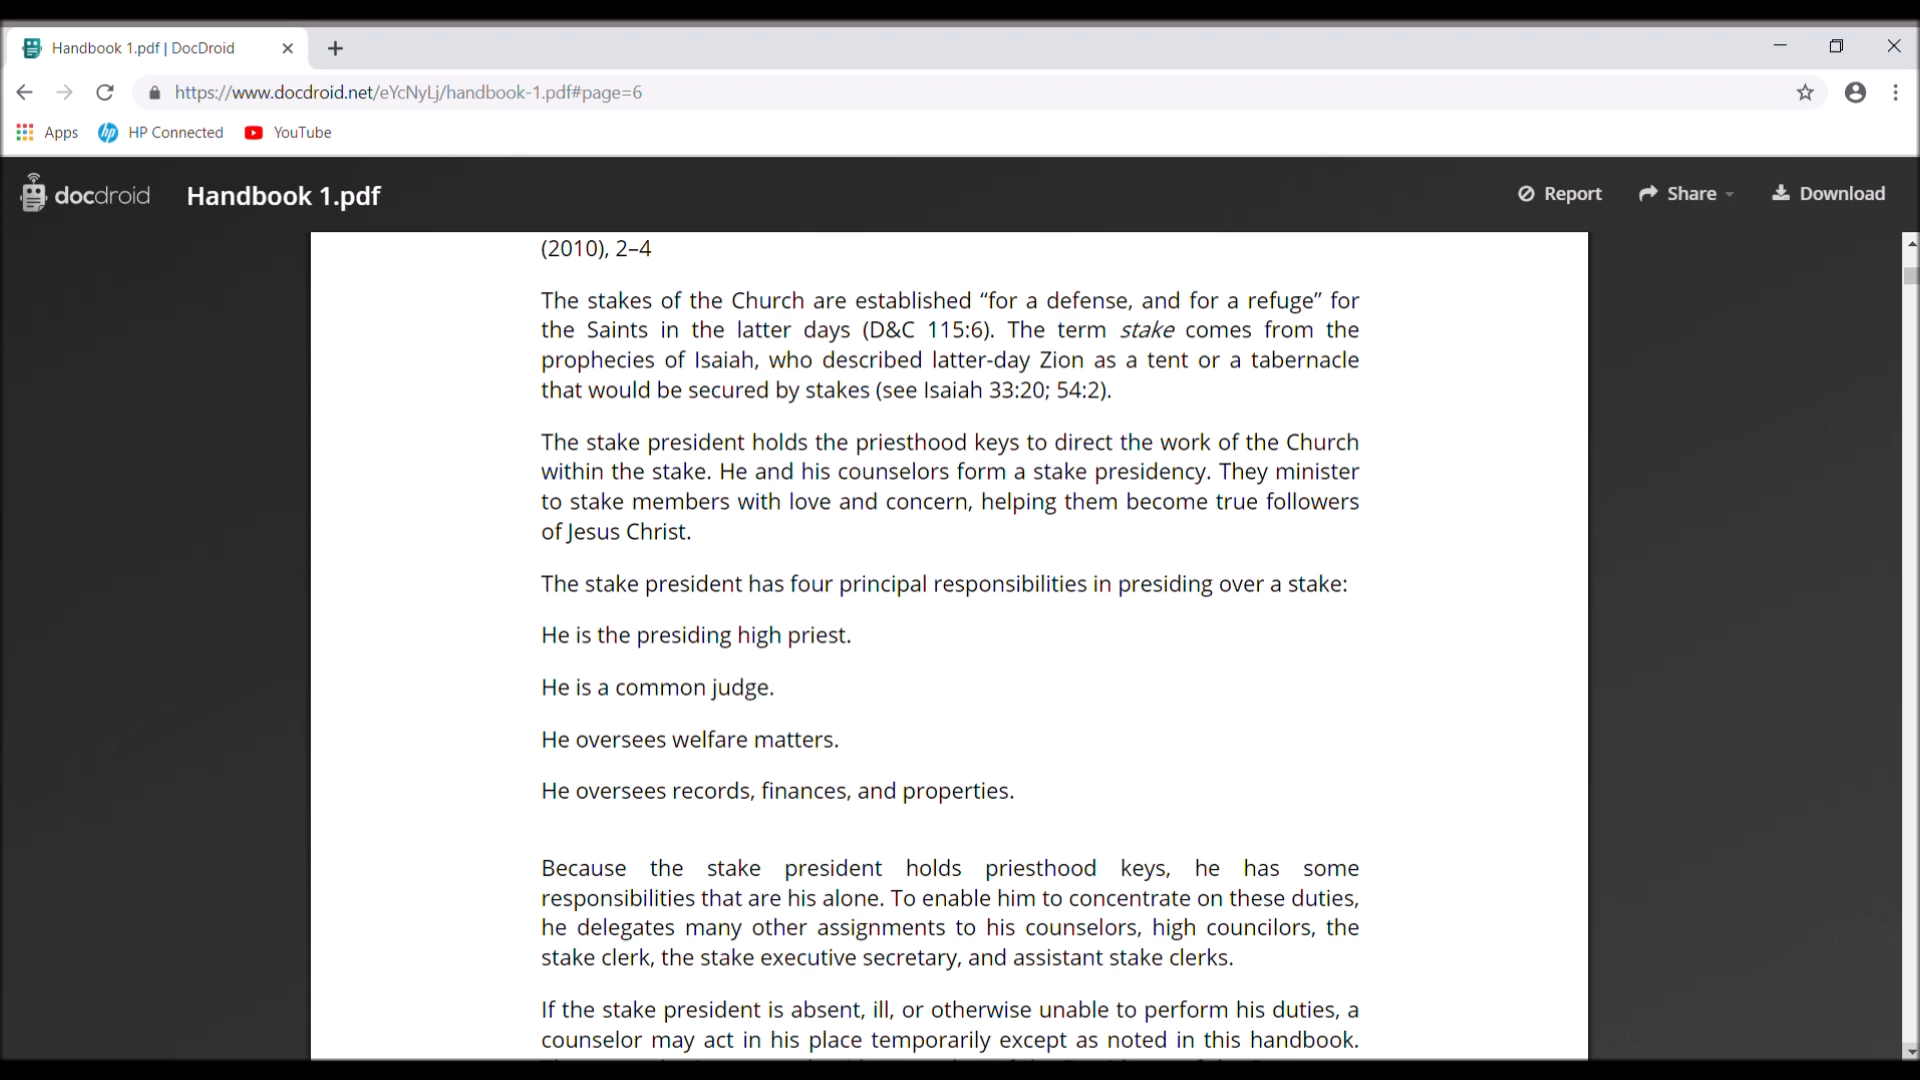 Handbook 1.pdf | DocDroid
https://www.docdroid.net/eYcNyLj/handbook-1.pdf#page=6
Apps HP Connected YouTube
docdroid Handbook 1.pdf Report Share Download
(2010), 2–4
The stakes of the Church are established “for a defense, and for a refuge” for
the Saints in the latter days (D&C 115:6). The term stake comes from the
prophecies of Isaiah, who described latter-day Zion as a tent or a tabernacle
that would be secured by stakes (see Isaiah 33:20; 54:2).
The stake president holds the priesthood keys to direct the work of the Church
within the stake. He and his counselors form a stake presidency. They minister
to stake members with love and concern, helping them become true followers
of Jesus Christ.
The stake president has four principal responsibilities in presiding over a stake:
He is the presiding high priest.
He is a common judge.
He oversees welfare matters.
He oversees records, finances, and properties.
Because the stake president holds priesthood keys, he has some
responsibilities that are his alone. To enable him to concentrate on these duties,
he delegates many other assignments to his counselors, high councilors, the
stake clerk, the stake executive secretary, and assistant stake clerks.
If the stake president is absent, ill, or otherwise unable to perform his duties, a
counselor may act in his place temporarily except as noted in this handbook.